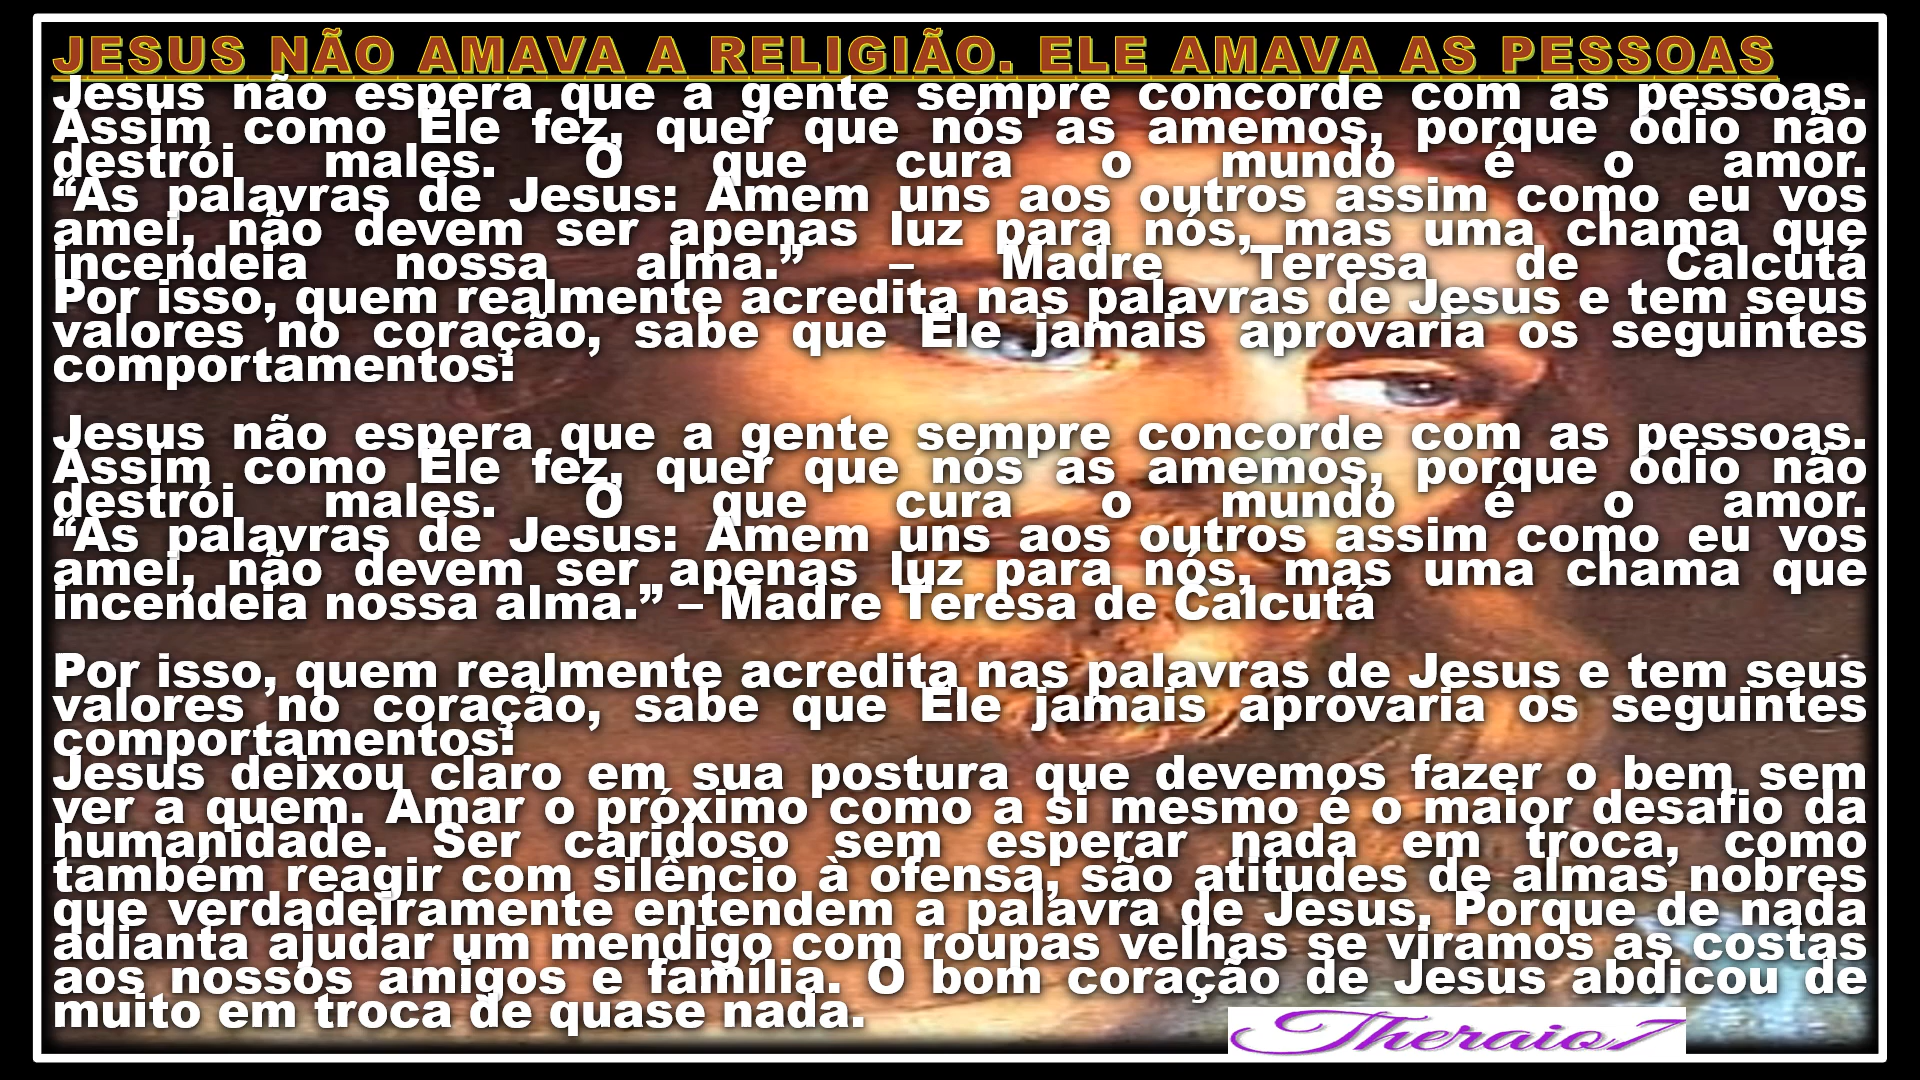 JESUS NÃO AMAVA A RELIGIÃO. ELE AMAVA AS PESSOAS
Jesus não espera que a gente sempre concorde com as pessoas.
Assim como Ele fez, quer que nós as amemos, porque ódio não
destrói males. O que cura o mundo é o amor.
“As palavras de Jesus: Amem uns aos outros assim como eu vos
amei, não devem ser apenas luz para nós, mas uma chama que
incendeia nossa alma.” – Madre Teresa de Calcutá
Por isso, quem realmente acredita nas palavras de Jesus e tem seus
valores no coração, sabe que Ele jamais aprovaria os seguintes
comportamentos:
Jesus não espera que a gente sempre concorde com as pessoas.
Assim como Ele fez, quer que nós as amemos, porque ódio não
destrói males. O que cura o mundo é o amor.
“As palavras de Jesus: Amem uns aos outros assim como eu vos
amei, não devem ser apenas luz para nós, mas uma chama que
incendeia nossa alma.” – Madre Teresa de Calcutá
Por isso, quem realmente acredita nas palavras de Jesus e tem seus
valores no coração, sabe que Ele jamais aprovaria os seguintes
comportamentos:
Jesus deixou claro em sua postura que devemos fazer o bem sem
ver a quem. Amar o próximo como a si mesmo é o maior desafio da
humanidade. Ser caridoso sem esperar nada em troca, como
também reagir com silêncio à ofensa, são atitudes de almas nobres
que verdadeiramente entendem a palavra de Jesus. Porque de nada
adianta ajudar um mendigo com roupas velhas se viramos as costas
aos nossos amigos e família. O bom coração de Jesus abdicou de
muito em troca de quase nada.
Theraio7